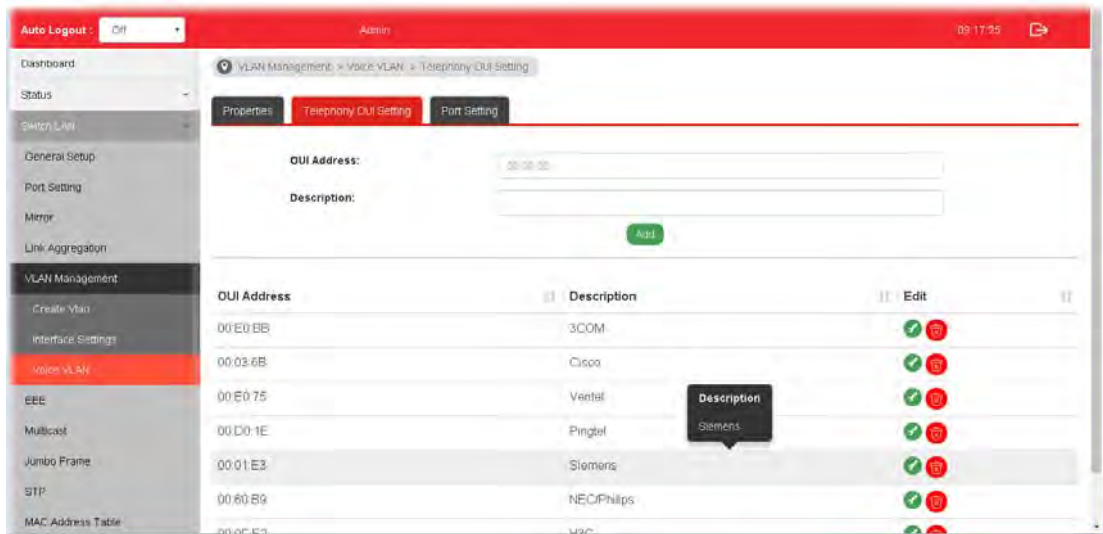 Auto Logout : Off Admin 09:17:25
Dashboard
VLAN Management > Voice VLAN > Telephony OUI Setting
Status
Properties Telephony OUI Setting Port Setting
Switch LAN
General Setup
OUI Address: 00:00:00
Port Setting
Description:
Mirror
Add
Link Aggregation
VLAN Management
OUI Address Description Edit
Create Vlan
00:E0:BB 3COM
Interface Settings
00:03:6B Cisco
Voice VLAN
00:E0:75 Ventel
EEE
Description
Siemens
Multicast
00:D0:1E Pingtel
Jumbo Frame
00:01:E3 Siemens
STP
00:60:B9 NEC/Philips
MAC Address Table